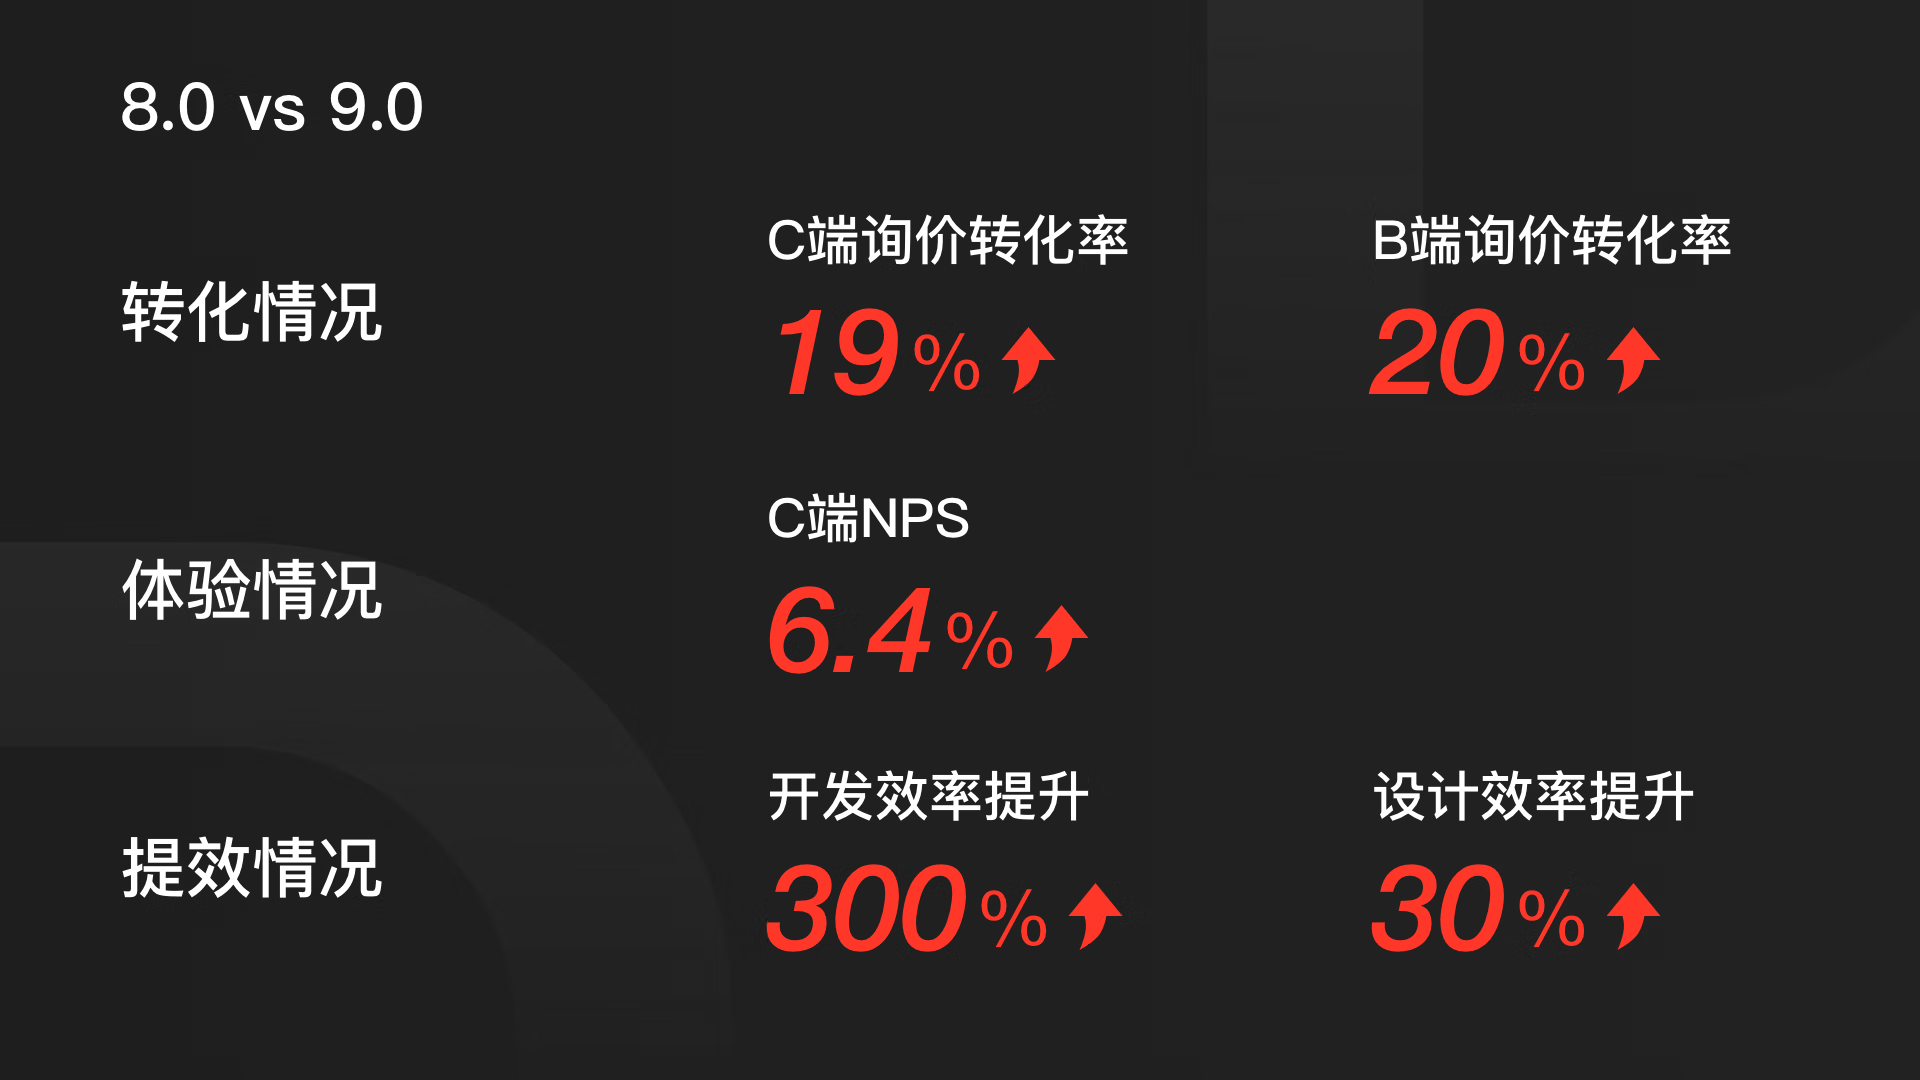 8.0 vs 9.0
转化情况
C端询价转化率
19%
B端询价转化率
20%
体验情况
C端NPS
6.4%
提效情况
开发效率提升
300%
设计效率提升
30%